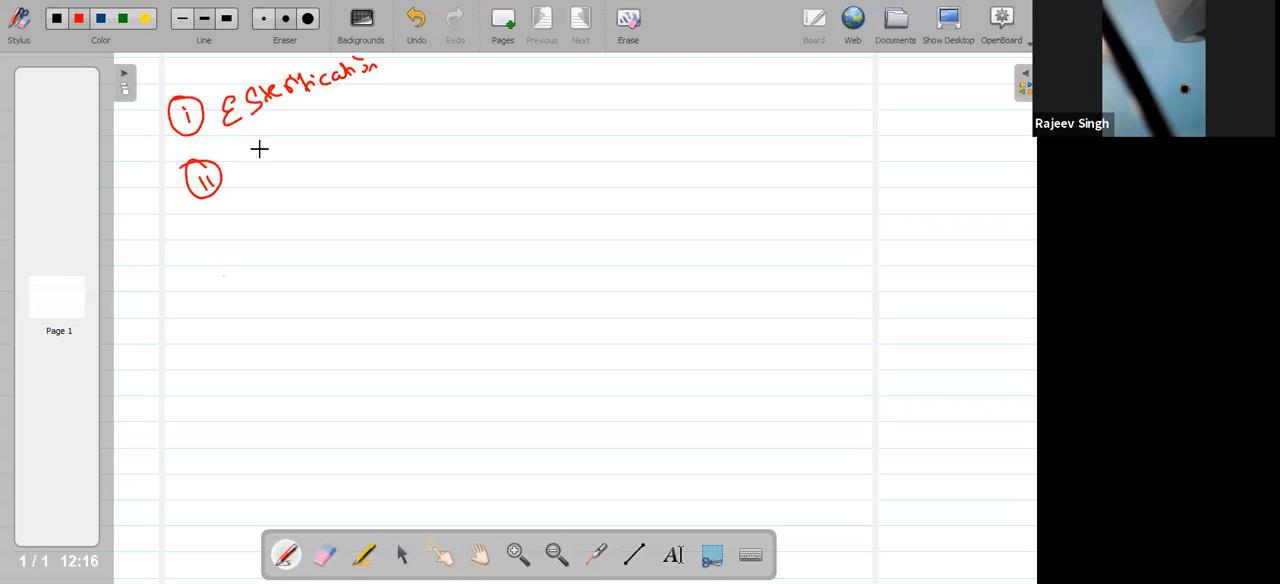 Stylus Color Line Eraser Backgrounds Undo Redo Pages Previous Next Erase Board Web Documents Show Desktop OpenBoard
i Esterification
ii
Rajeev Singh
Page 1
1 / 1 12:16